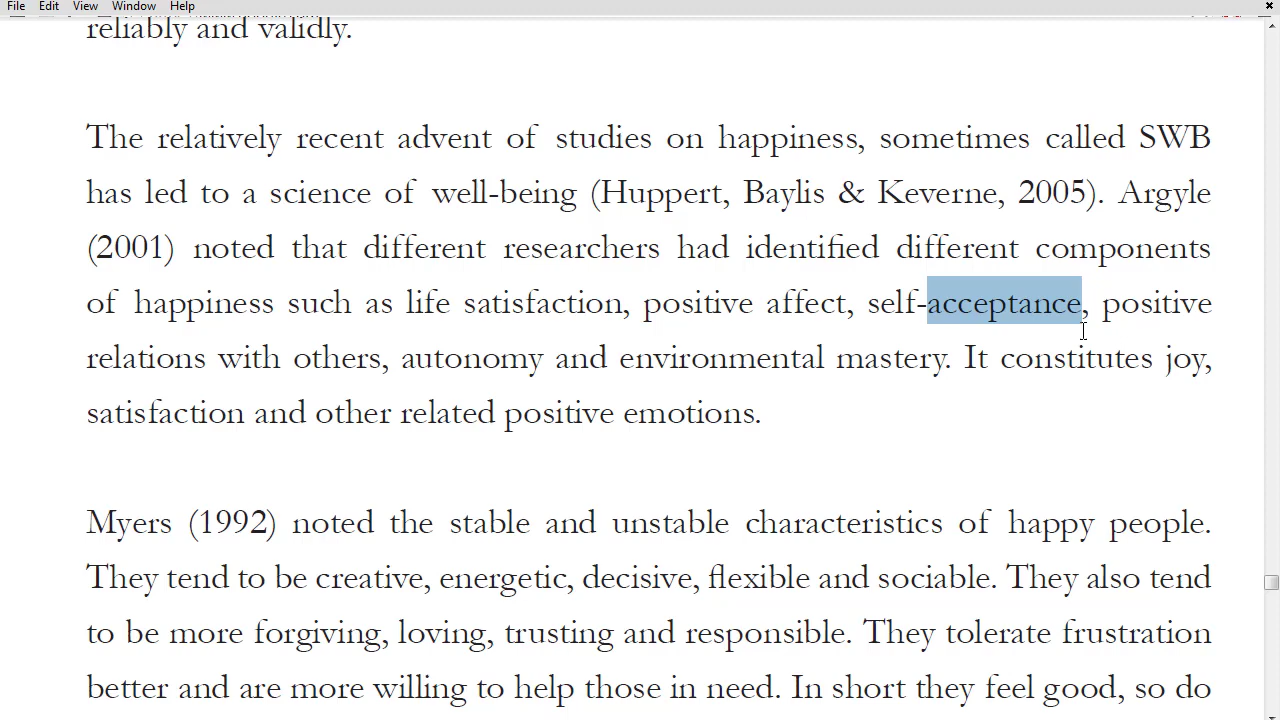 File Edit View Window Help
reliably and validly.
The relatively recent advent of studies on happiness, sometimes called SWB
has led to a science of well-being (Huppert, Baylis & Keverne, 2005). Argyle
(2001) noted that different researchers had identified different components
of happiness such as life satisfaction, positive affect, self-acceptance, positive
relations with others, autonomy and environmental mastery. It constitutes joy,
satisfaction and other related positive emotions.
Myers (1992) noted the stable and unstable characteristics of happy people.
They tend to be creative, energetic, decisive, flexible and sociable. They also tend
to be more forgiving, loving, trusting and responsible. They tolerate frustration
better and are more willing to help those in need. In short they feel good, so do